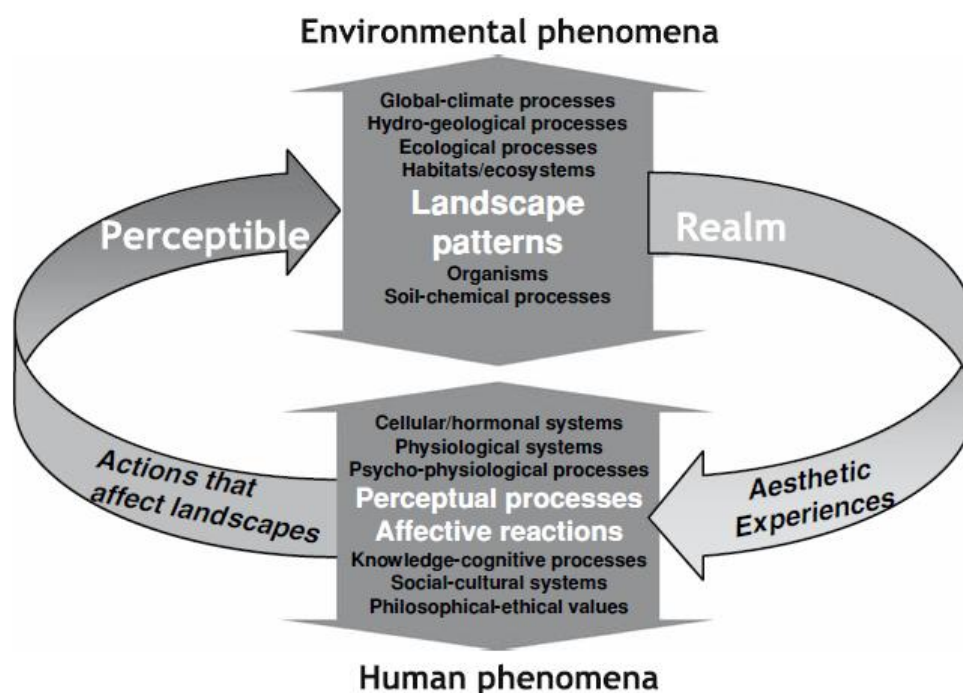 Environmental phenomena
Global-climate processes
Hydro-geological processes
Ecological processes
Habitats/ecosystems
Landscape
patterns
Organisms
Soil-chemical processes
Perceptible
Realm
Cellular/hormonal systems
Physiological systems
Psycho-physiological processes
Perceptual processes
Affective reactions
Knowledge-cognitive processes
Social-cultural systems
Philosophical-ethical values
Actions that
affect landscapes
Aesthetic
Experiences
Human phenomena